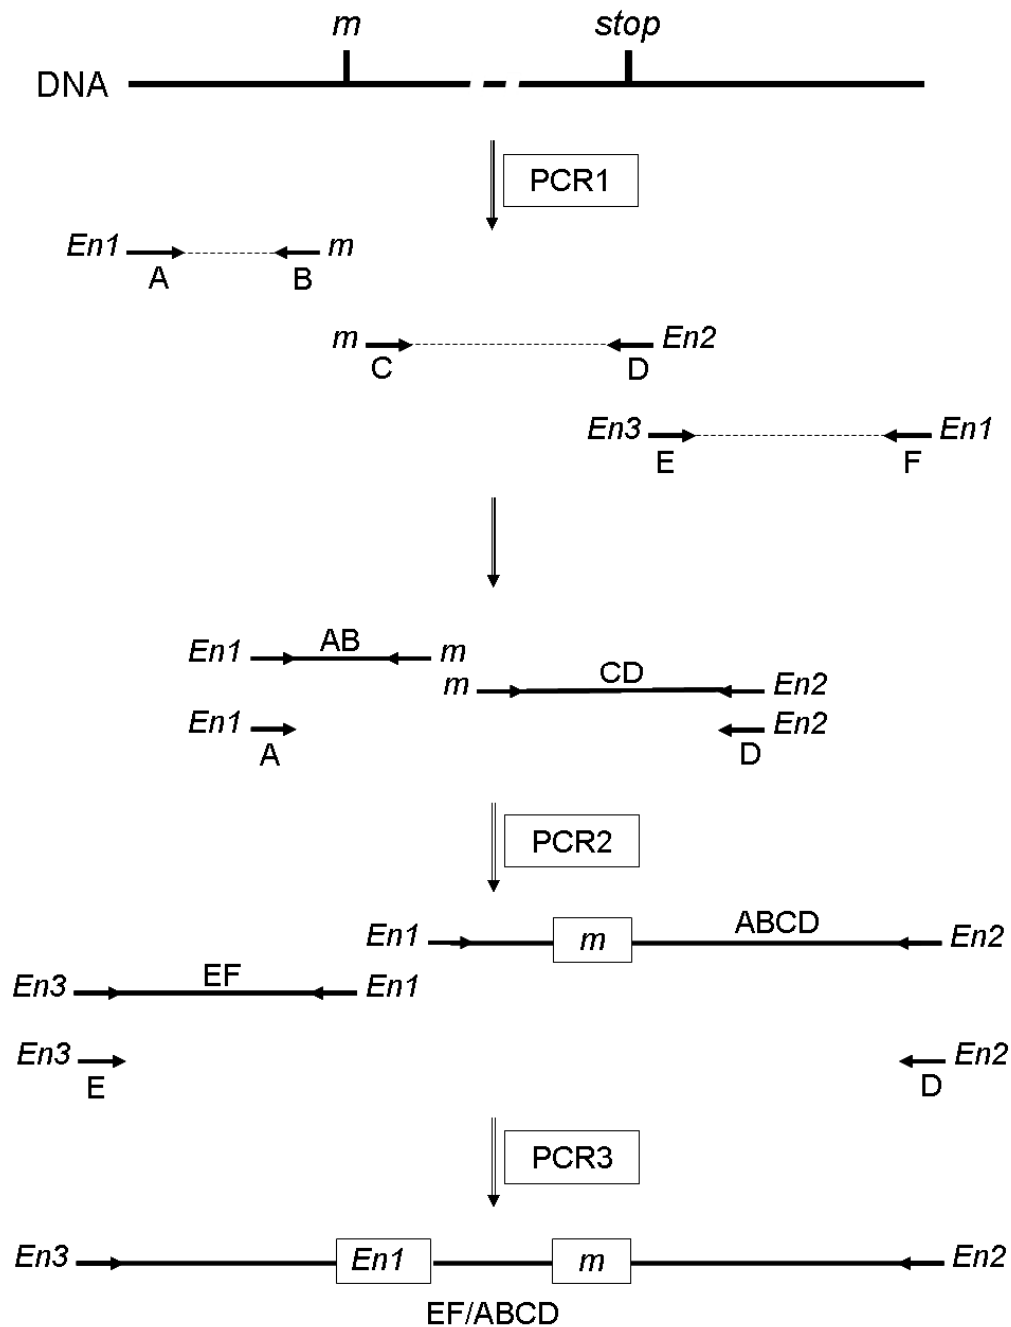 m stop
DNA
PCR1
En1 m
A B
m En2
C D
En3 En1
E F
AB
En1 m
CD
m En2
En1 En2
A D
PCR2
ABCD
En1 m En2
EF
En3 En1
En3 En2
E D
PCR3
En3 En1 m En2
EF/ABCD